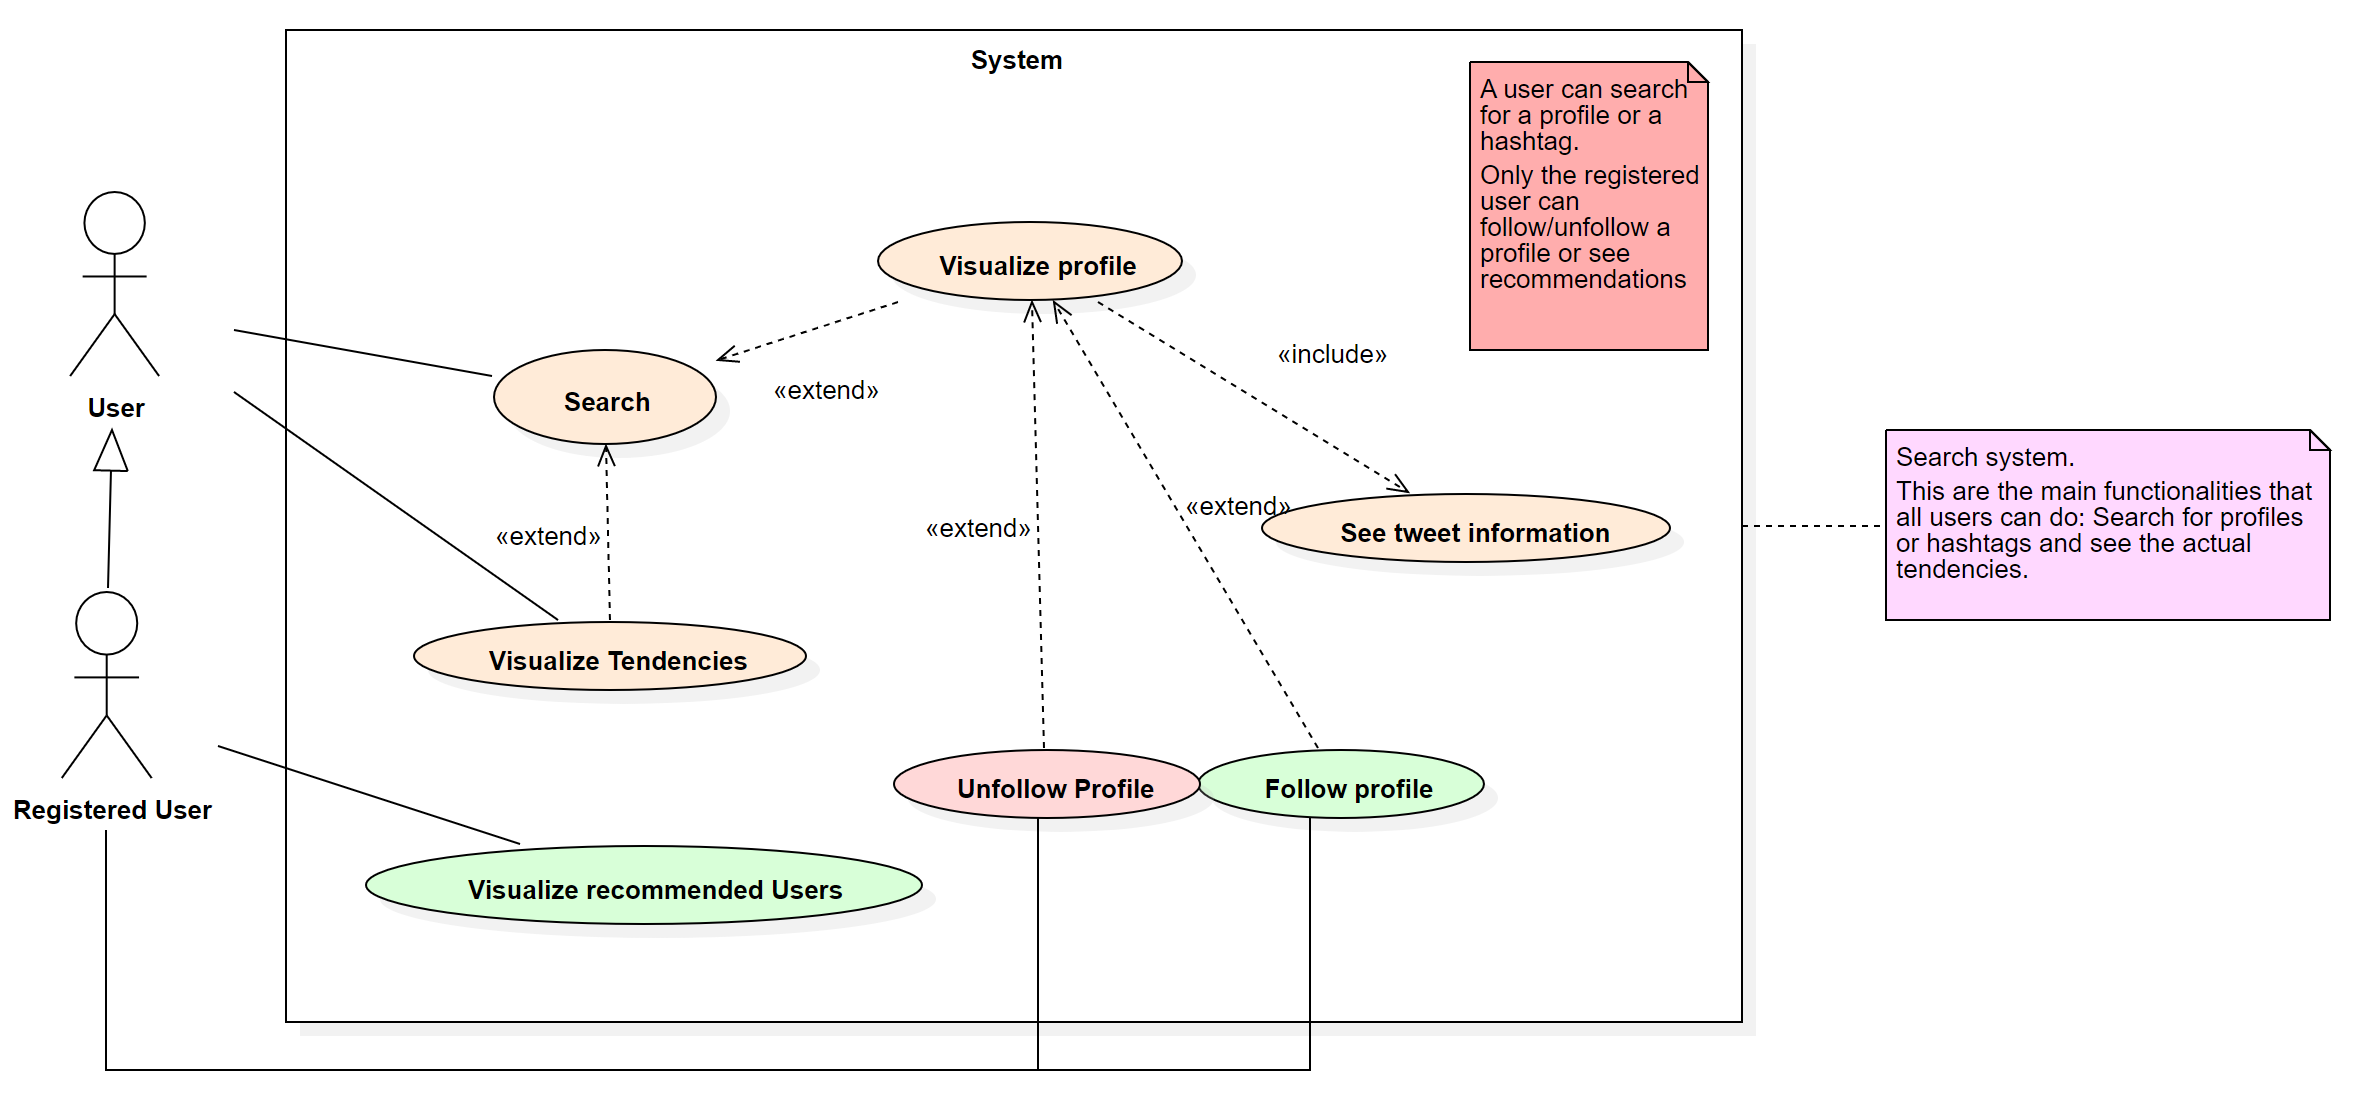 System
A user can search
for a profile or a
hashtag.
Only the registered
user can
follow/unfollow a
profile or see
recommendations
Visualize profile
«include»
«extend»
Search
User
Search system.
This are the main functionalities that
all users can do: Search for profiles
or hashtags and see the actual
tendencies.
«extend»
«extend»
«extend»
See tweet information
Visualize Tendencies
Unfollow Profile
Follow profile
Registered User
Visualize recommended Users